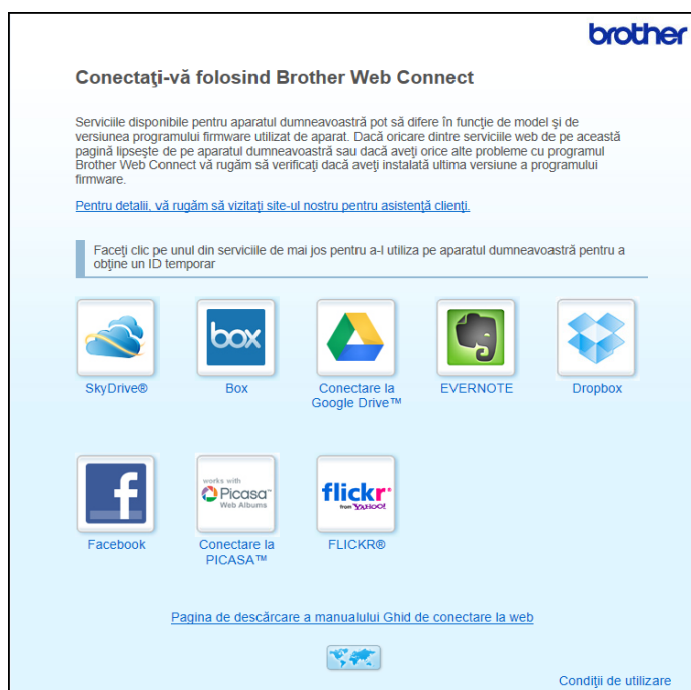 brother
Conectaţi-vă folosind Brother Web Connect
Serviciile disponibile pentru aparatul dumneavoastră pot să difere în funcţie de model şi de
versiunea programului firmware utilizat de aparat. Dacă oricare dintre serviciile web de pe această
pagină lipseşte de pe aparatul dumneavoastră sau dacă aveţi orice alte probleme cu programul
Brother Web Connect vă rugăm să verificaţi dacă aveţi instalată ultima versiune a programului
firmware.
Pentru detalii, vă rugăm să vizitaţi site-ul nostru pentru asistenţă clienţi.
Faceţi clic pe unul din serviciile de mai jos pentru a-l utiliza pe aparatul dumneavoastră pentru a
obţine un ID temporar
box
SkyDrive®
Box
Conectare la
Google Drive™
EVERNOTE
Dropbox
f
works with
Picasa™
Web Albums
flickr
from YAHOO!
Facebook
Conectare la
PICASA™
FLICKR®
Pagina de descărcare a manualului Ghid de conectare la web
Condiţii de utilizare